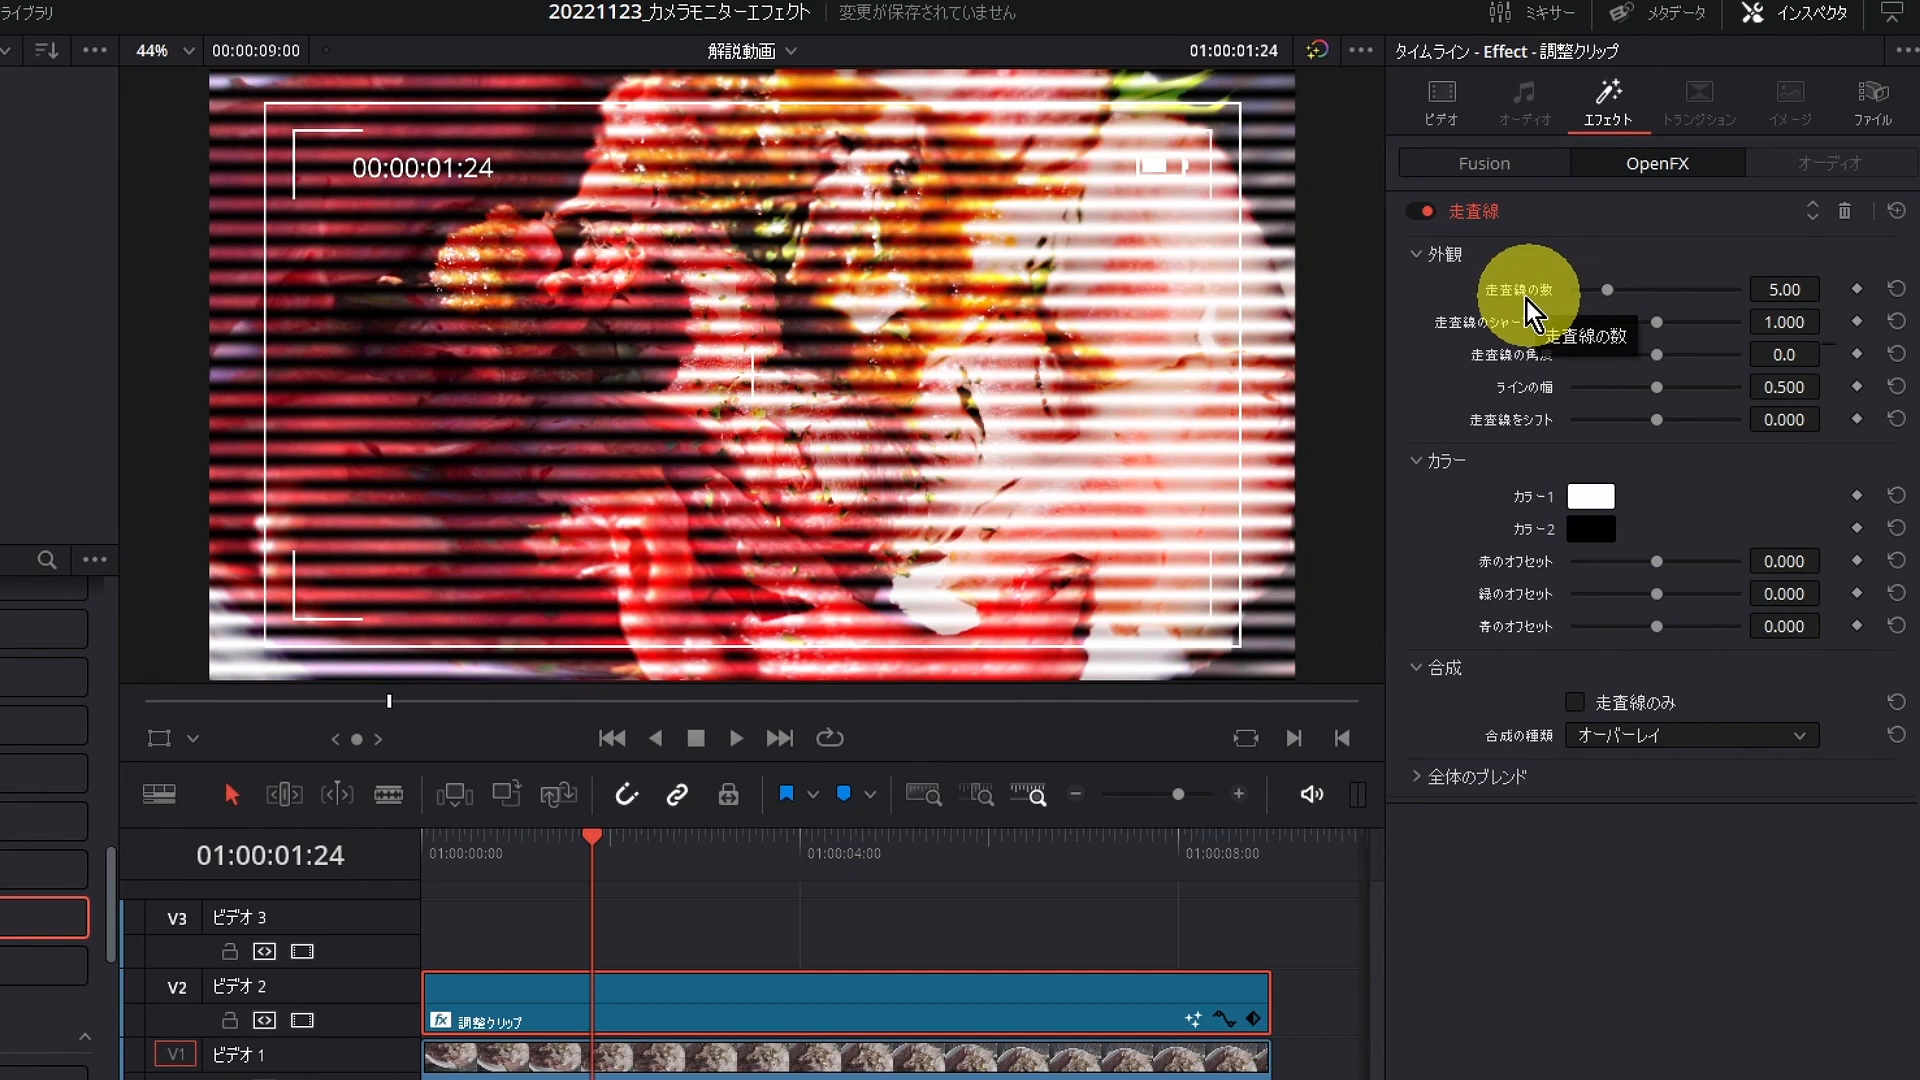 ライブラリ
20221123_カメラモニターエフェクト
変更が保存されていません
ミキサー
メタデータ
インスペクタ
44%
00:00:09:00
解説動画
01:00:01:24
タイムライン - Effect - 調整クリップ
ビデオ
オーディオ
エフェクト
トランジション
イメージ
ファイル
Fusion
OpenFX
オーディオ
00:00:01:24
走査線
外観
走査線の数
5.00
走査線のシャー
1.000
走査線の数
走査線の角度
0.0
ラインの幅
0.500
走査線をシフト
0.000
カラー
カラー1
カラー2
赤のオフセット
0.000
緑のオフセット
0.000
青のオフセット
0.000
合成
走査線のみ
合成の種類
オーバーレイ
全体のブレンド
01:00:01:24
01:00:00:00
01:00:04:00
01:00:08:00
V3
ビデオ 3
V2
ビデオ 2
fx
調整クリップ
V1
ビデオ 1